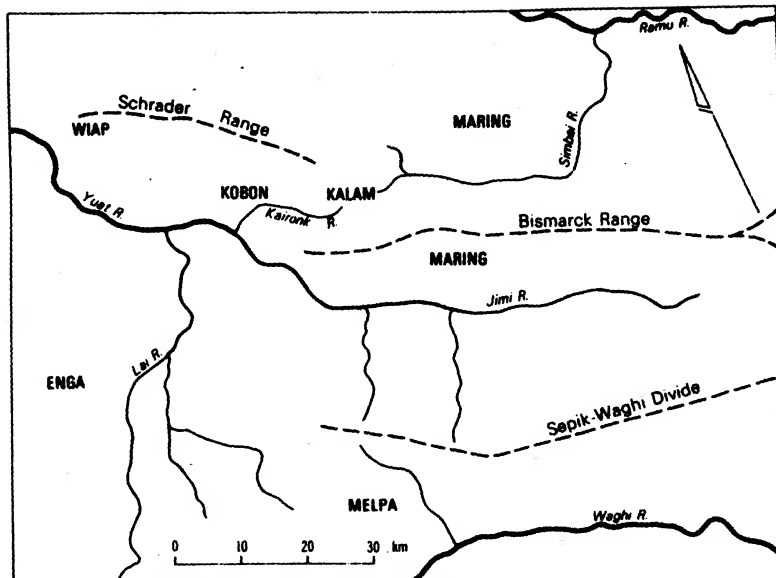 Ramu R.
Schrader
Range
WIAP
MARING
Simbai R.
Yuat R.
KOBON
KALAM
Kaironk
R.
Bismarck Range
MARING
Jimi R.
Lai R.
ENGA
Sepik-Waghi Divide
MELPA
Waghi R.
0 10 20 30 km